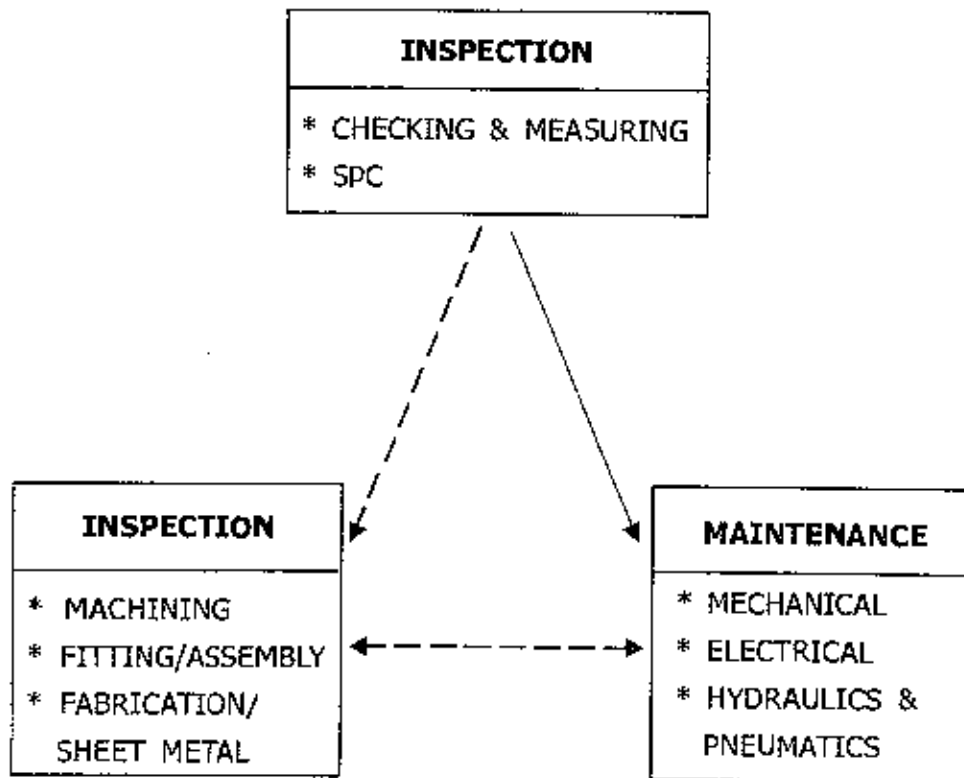 INSPECTION
* CHECKING & MEASURING
* SPC
INSPECTION
* MACHINING
* FITTING/ASSEMBLY
* FABRICATION/
SHEET METAL
MAINTENANCE
* MECHANICAL
* ELECTRICAL
* HYDRAULICS &
PNEUMATICS